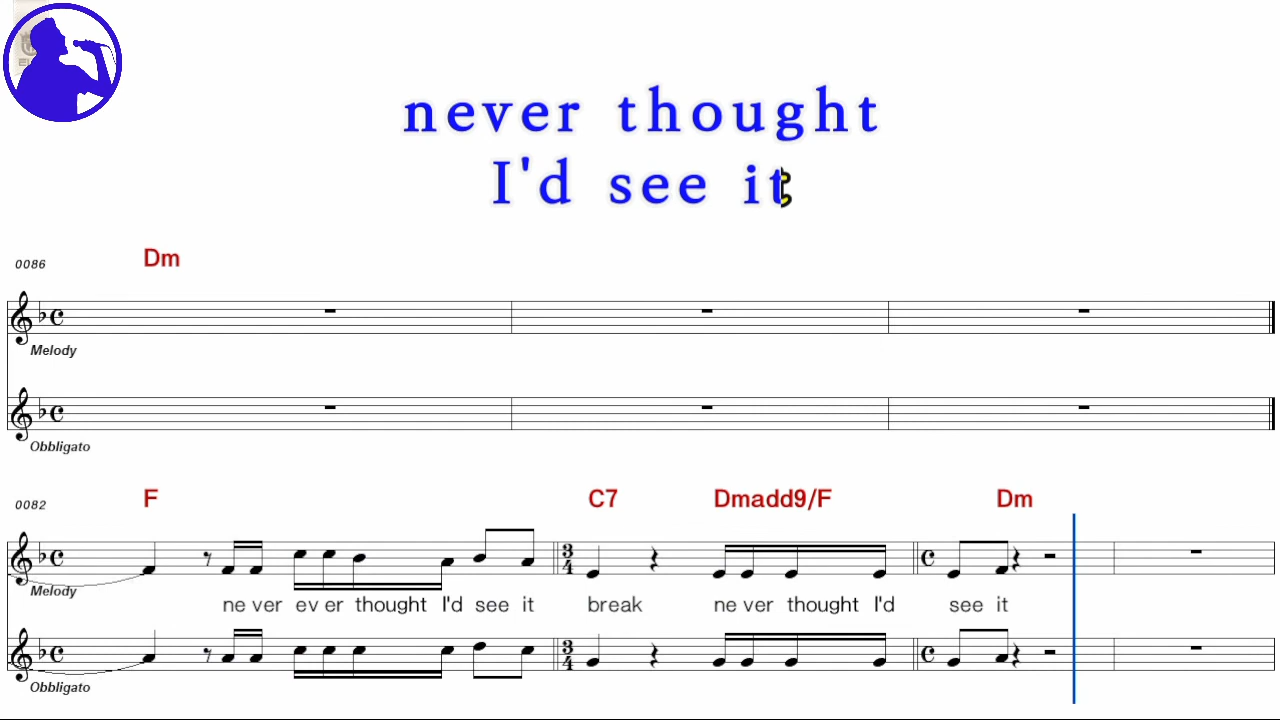 never thought
I'd see it
0086 Dm
Melody
Obbligato
0082 F C7 Dmadd9/F Dm
Melody
ne ver ev er thought I'd see it break ne ver thought I'd see it
Obbligato